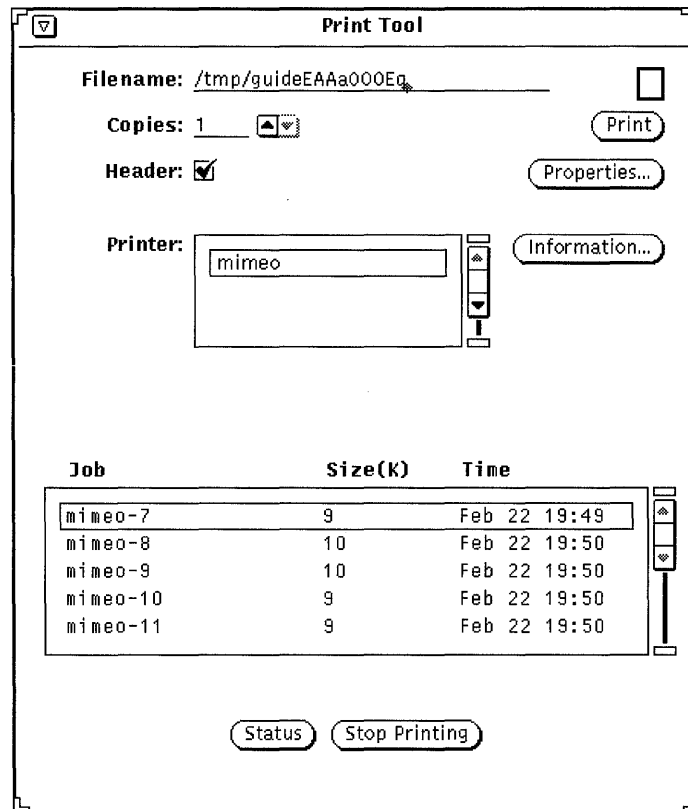 Print Tool
Filename: /tmp/guideEAAa000Eq
Copies: 1
Print
Header:
Properties...
Printer:
mimeo
Information...
Job Size(K) Time
mimeo-7 9 Feb 22 19:49
mimeo-8 10 Feb 22 19:50
mimeo-9 10 Feb 22 19:50
mimeo-10 9 Feb 22 19:50
mimeo-11 9 Feb 22 19:50
Status Stop Printing